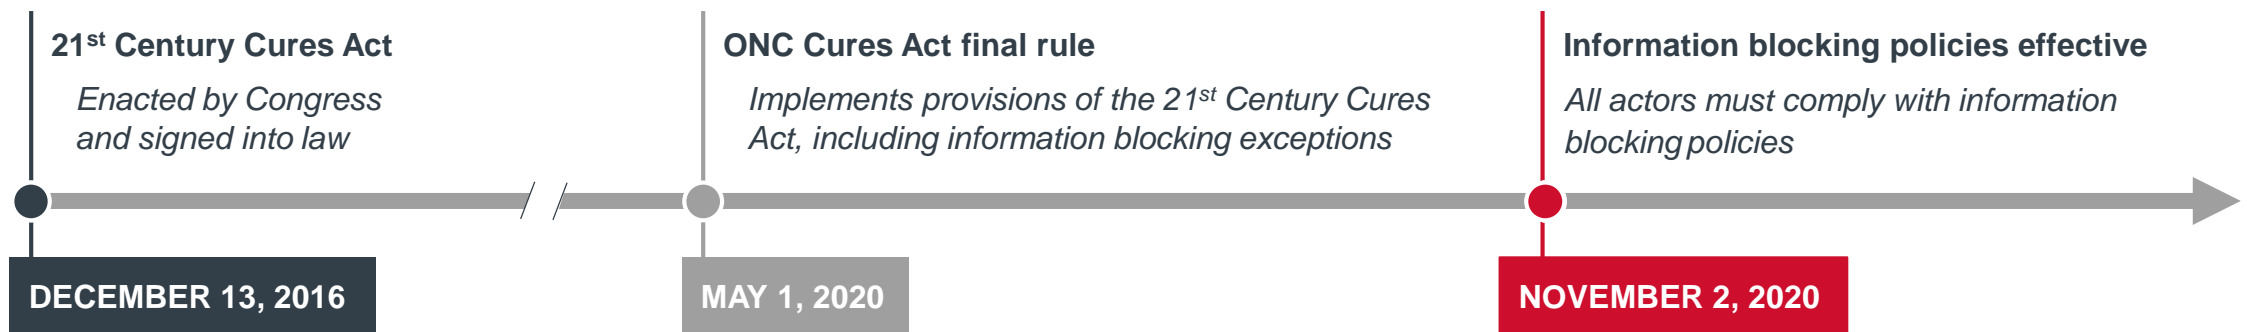 21st Century Cures Act
Enacted by Congress
and signed into law
DECEMBER 13, 2016
ONC Cures Act final rule
Implements provisions of the 21st Century Cures
Act, including information blocking exceptions
MAY 1, 2020
Information blocking policies effective
All actors must comply with information
blocking policies
NOVEMBER 2, 2020